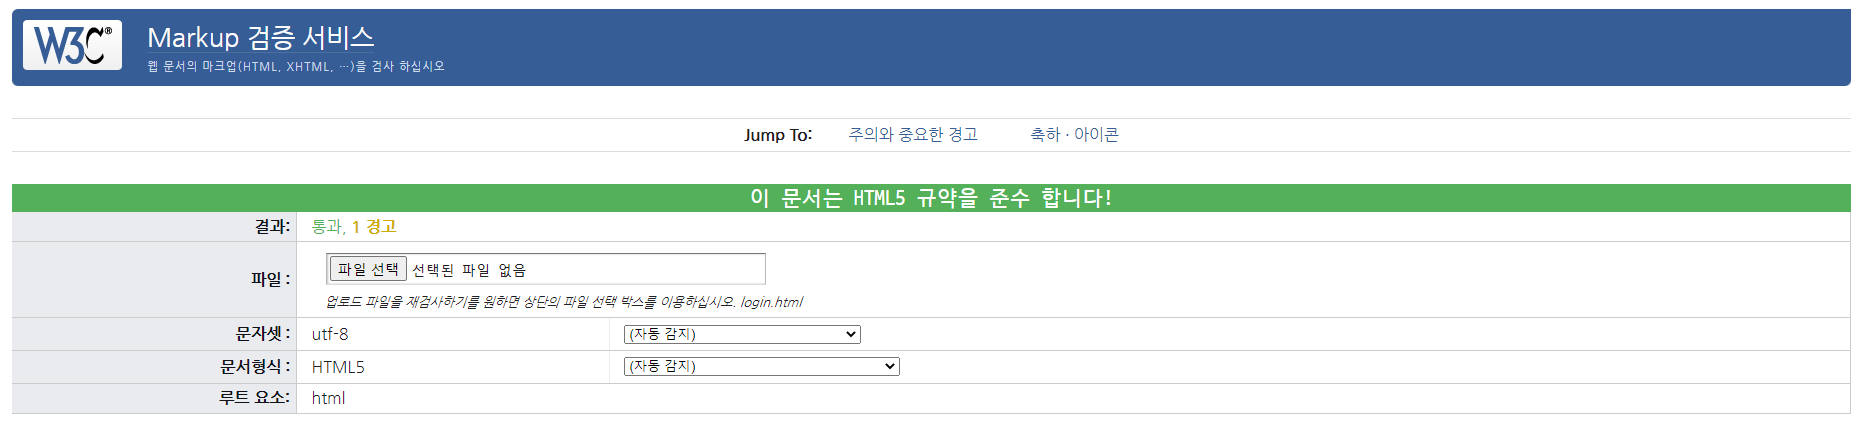 W3C®
Markup 검증 서비스
웹 문서의 마크업(HTML, XHTML, …)을 검사 하십시오
Jump To: 주의와 중요한 경고 축하 · 아이콘
이 문서는 HTML5 규약을 준수 합니다!
결과: 통과, 1 경고
파일 : 파일 선택 선택된 파일 없음
업로드 파일을 재검사하기를 원하면 상단의 파일 선택 박스를 이용하십시오. login.html
문자셋 : utf-8 (자동 감지)
문서형식 : HTML5 (자동 감지)
루트 요소: html